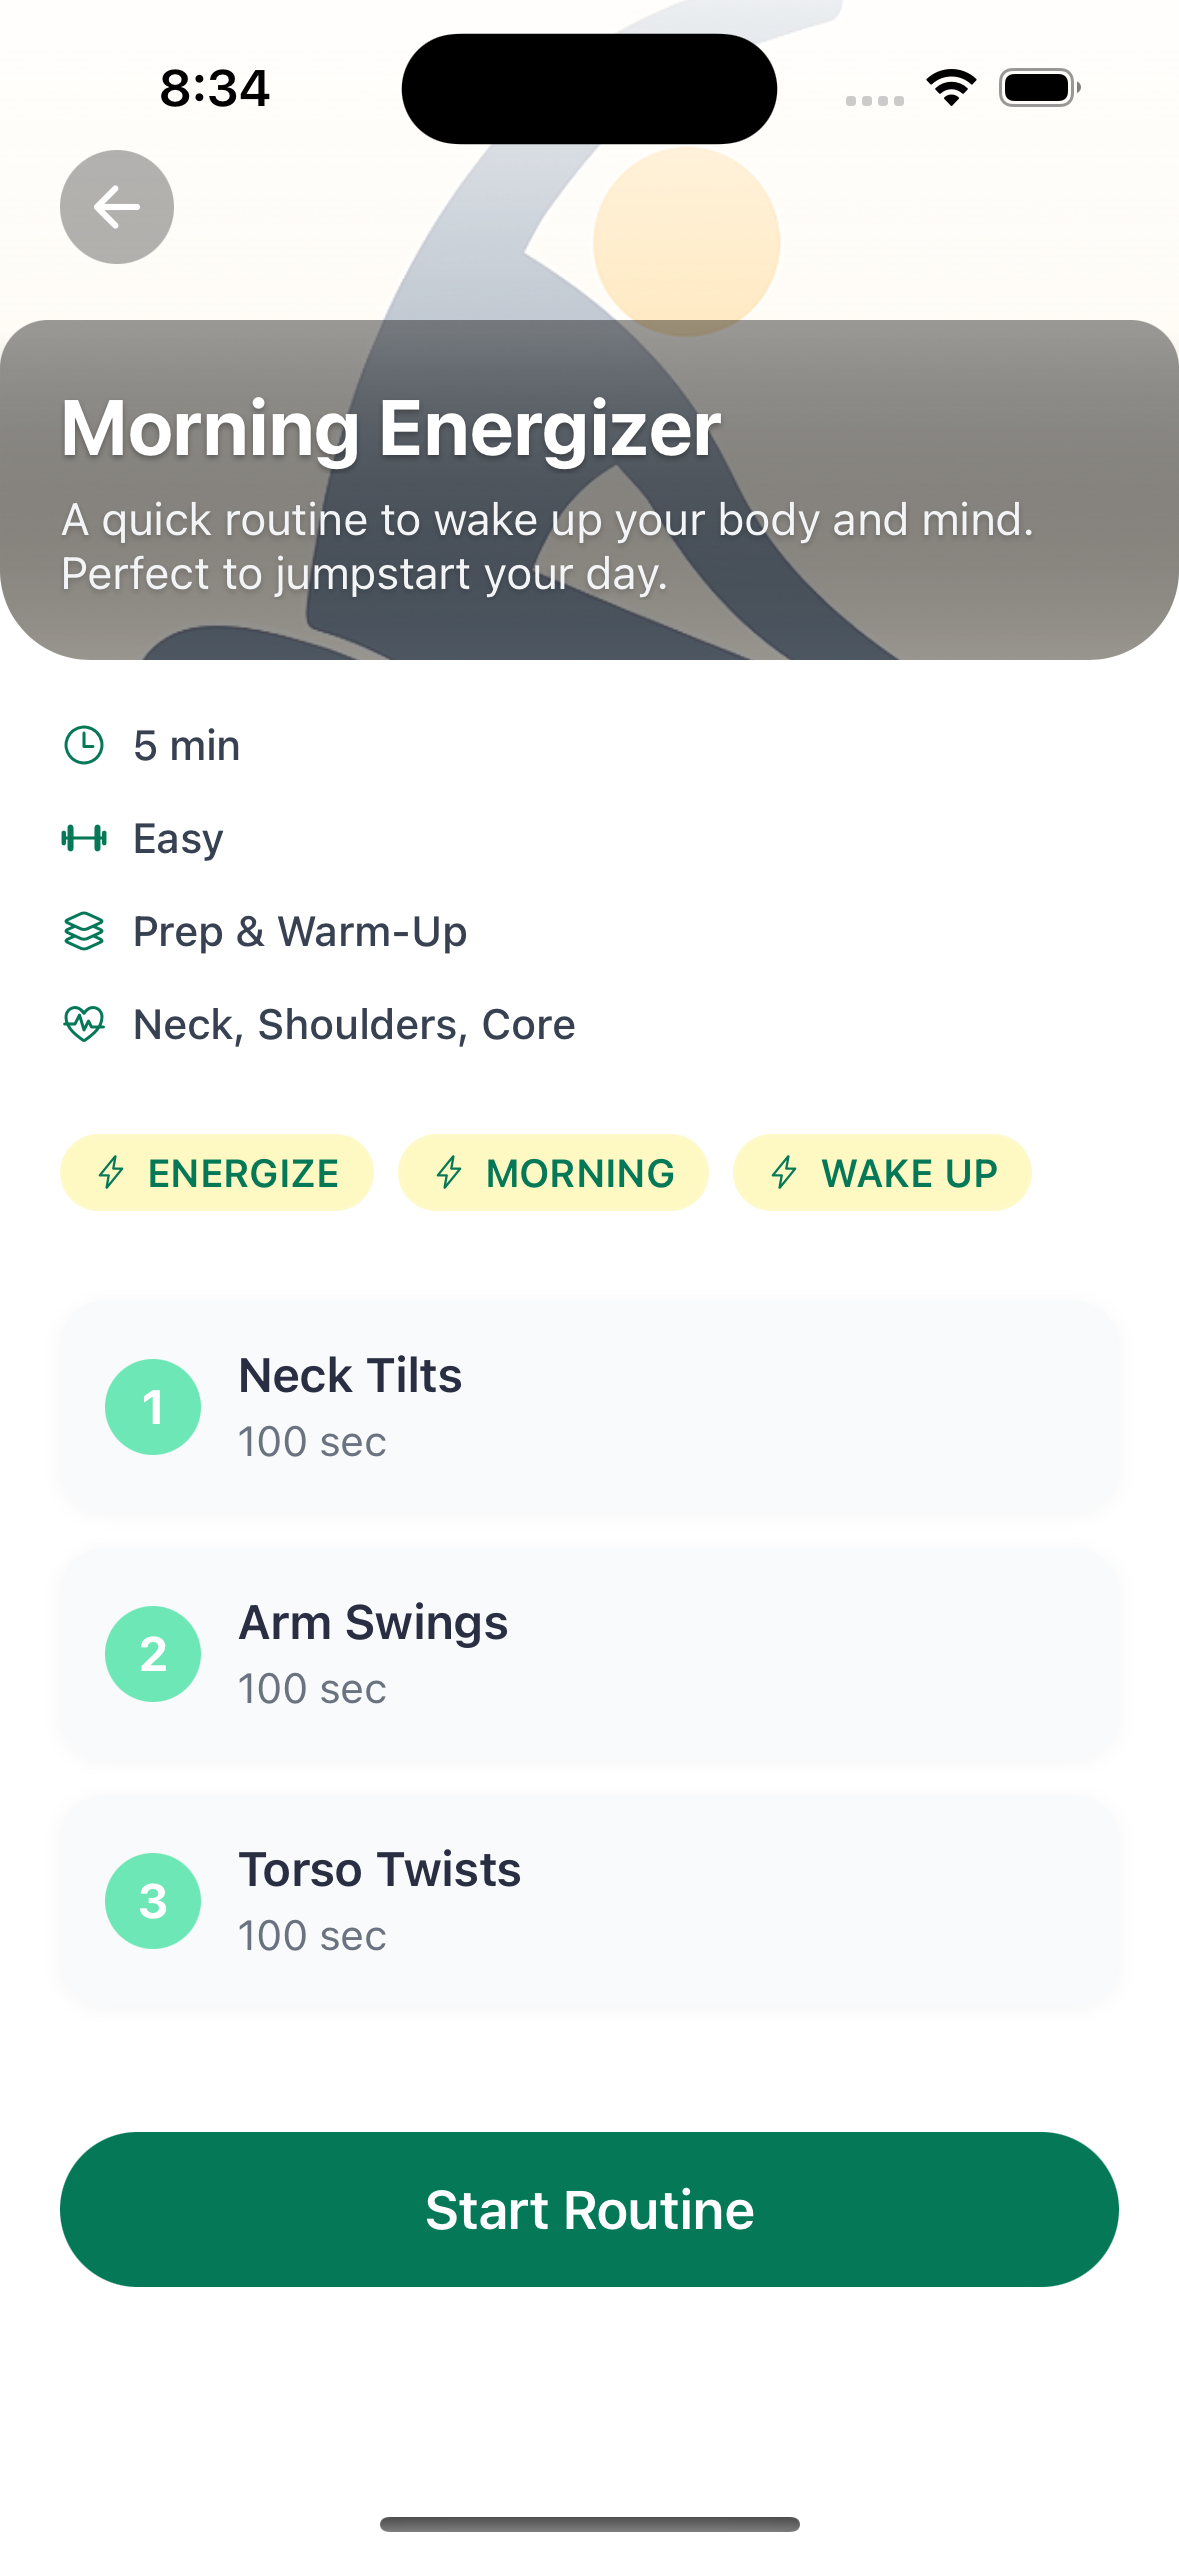 8:34
Morning Energizer
A quick routine to wake up your body and mind.
Perfect to jumpstart your day.
5 min
Easy
Prep & Warm-Up
Neck, Shoulders, Core
ENERGIZE
MORNING
WAKE UP
1
Neck Tilts
100 sec
2
Arm Swings
100 sec
3
Torso Twists
100 sec
Start Routine